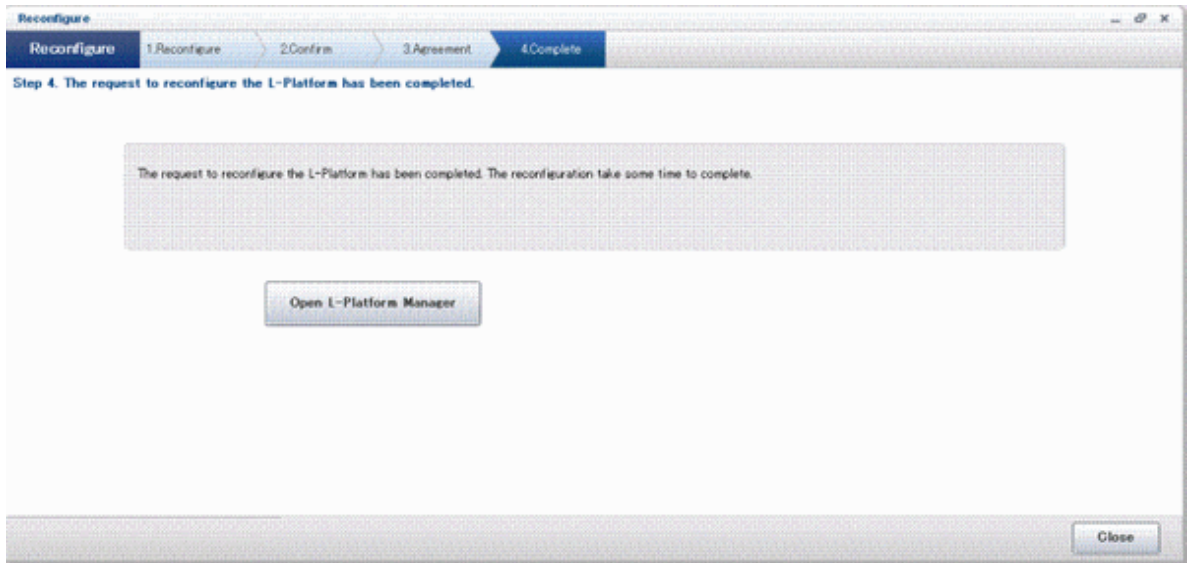 Reconfigure
Reconfigure 1.Reconfigure 2.Confirm 3.Agreement 4.Complete
Step 4. The request to reconfigure the L-Platform has been completed.
The request to reconfigure the L-Platform has been completed. The reconfiguration take some time to complete.
Open L-Platform Manager
Close